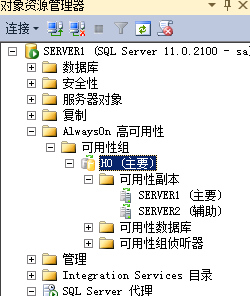 对象资源管理器
连接
SERVER1 (SQL Server 11.0.2100 - sa
数据库
安全性
服务器对象
复制
AlwaysOn 高可用性
可用性组
HD (主要)
可用性副本
SERVER1 (主要)
SERVER2 (辅助)
可用性数据库
可用性组侦听器
管理
Integration Services 目录
SQL Server 代理